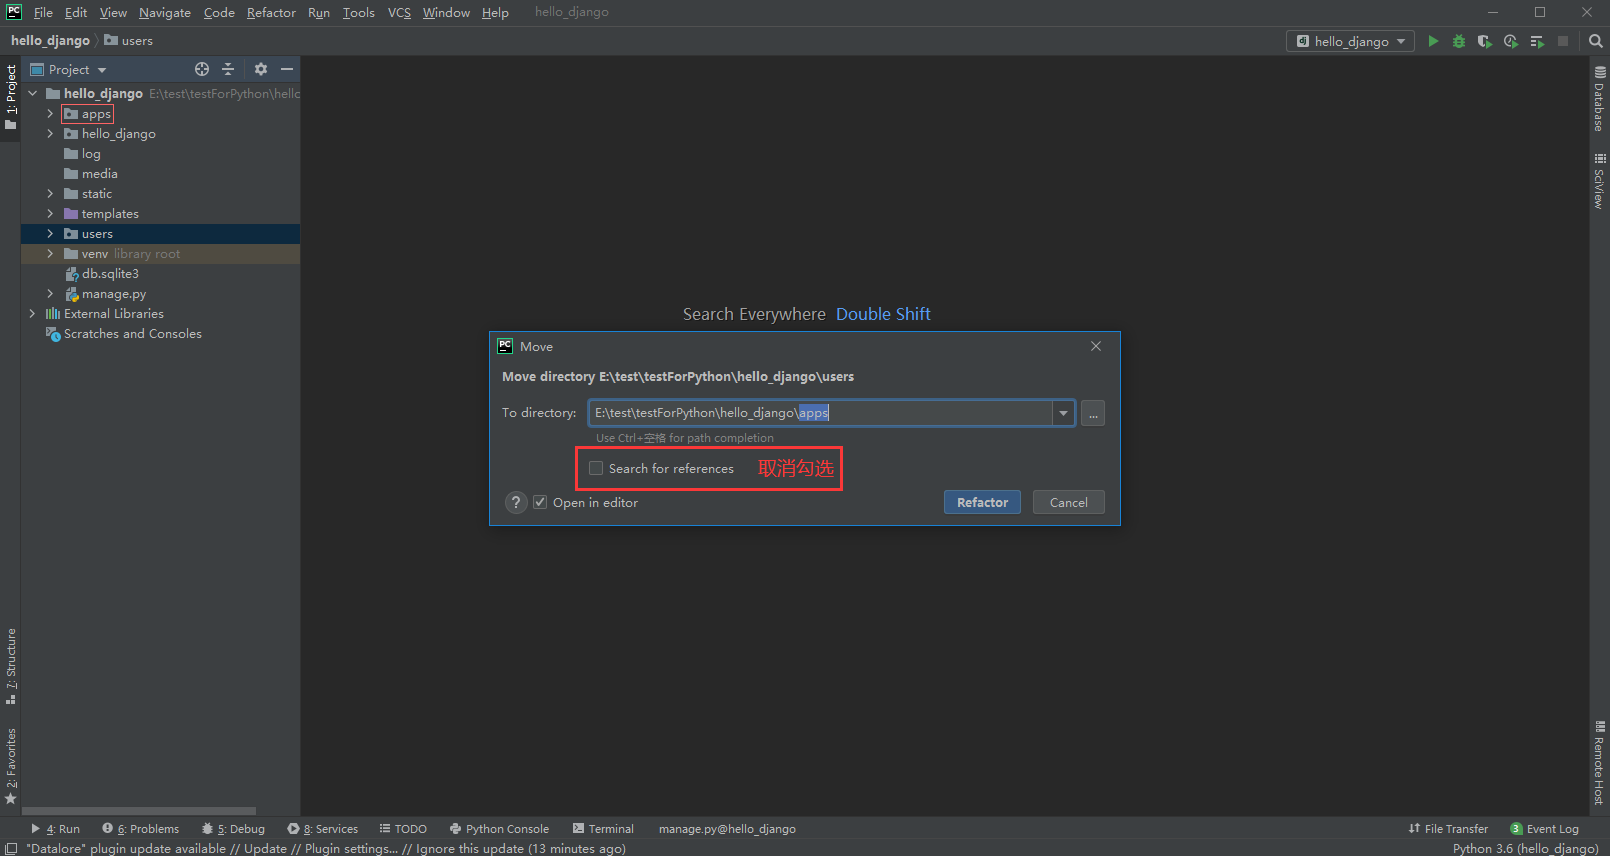 File Edit View Navigate Code Refactor Run Tools VCS Window Help hello_django
hello_django users
hello_django
1: Project
Project
hello_django E:\test\testForPython\hello
apps
hello_django
log
media
static
templates
users
venv library root
db.sqlite3
manage.py
External Libraries
Scratches and Consoles
Search Everywhere Double Shift
Move
Move directory E:\test\testForPython\hello_django\users
To directory: E:\test\testForPython\hello_django\apps ...
Use Ctrl+空格 for path completion
Search for references 取消勾选
? Open in editor Refactor Cancel
Database
SciView
Remote Host
7: Structure
2: Favorites
4: Run 6: Problems 5: Debug 8: Services TODO Python Console Terminal manage.py@hello_django File Transfer 3 Event Log
"Datalore" plugin update available // Update // Plugin settings... // Ignore this update (13 minutes ago) Python 3.6 (hello_django)